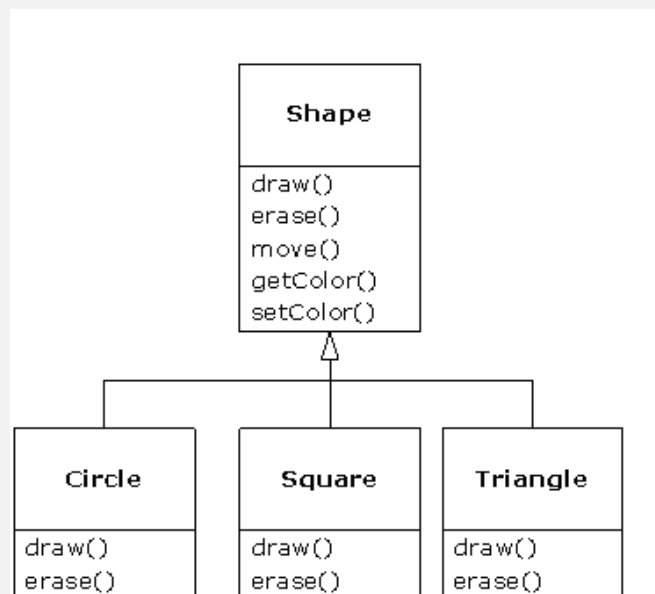 Shape
draw()
erase()
move()
getColor()
setColor()
Circle
draw()
erase()
Square
draw()
erase()
Triangle
draw()
erase()